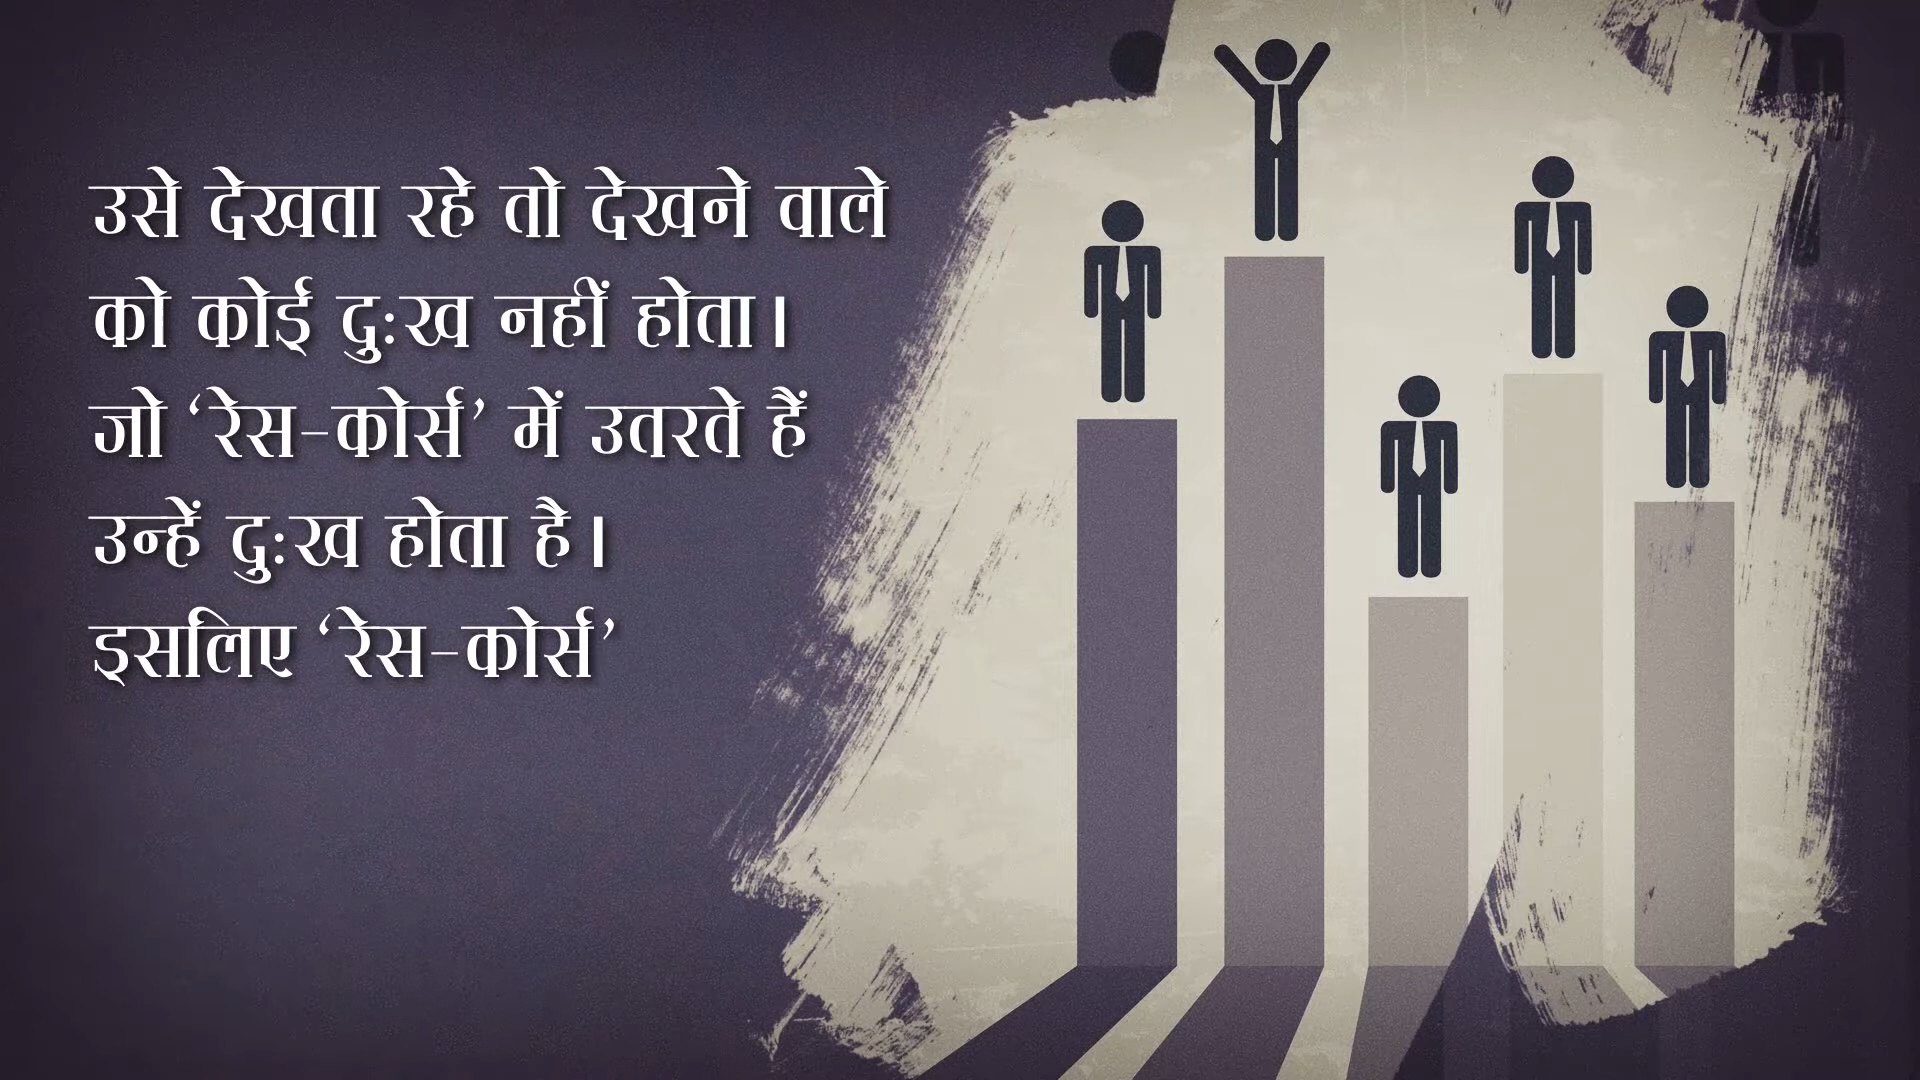 उसे देखता रहे तो देखने वाले
को कोई दुःख नहीं होता।
जो ‘रेस-कोर्स’ में उतरते हैं
उन्हें दुःख होता है।
इसलिए ‘रेस-कोर्स’